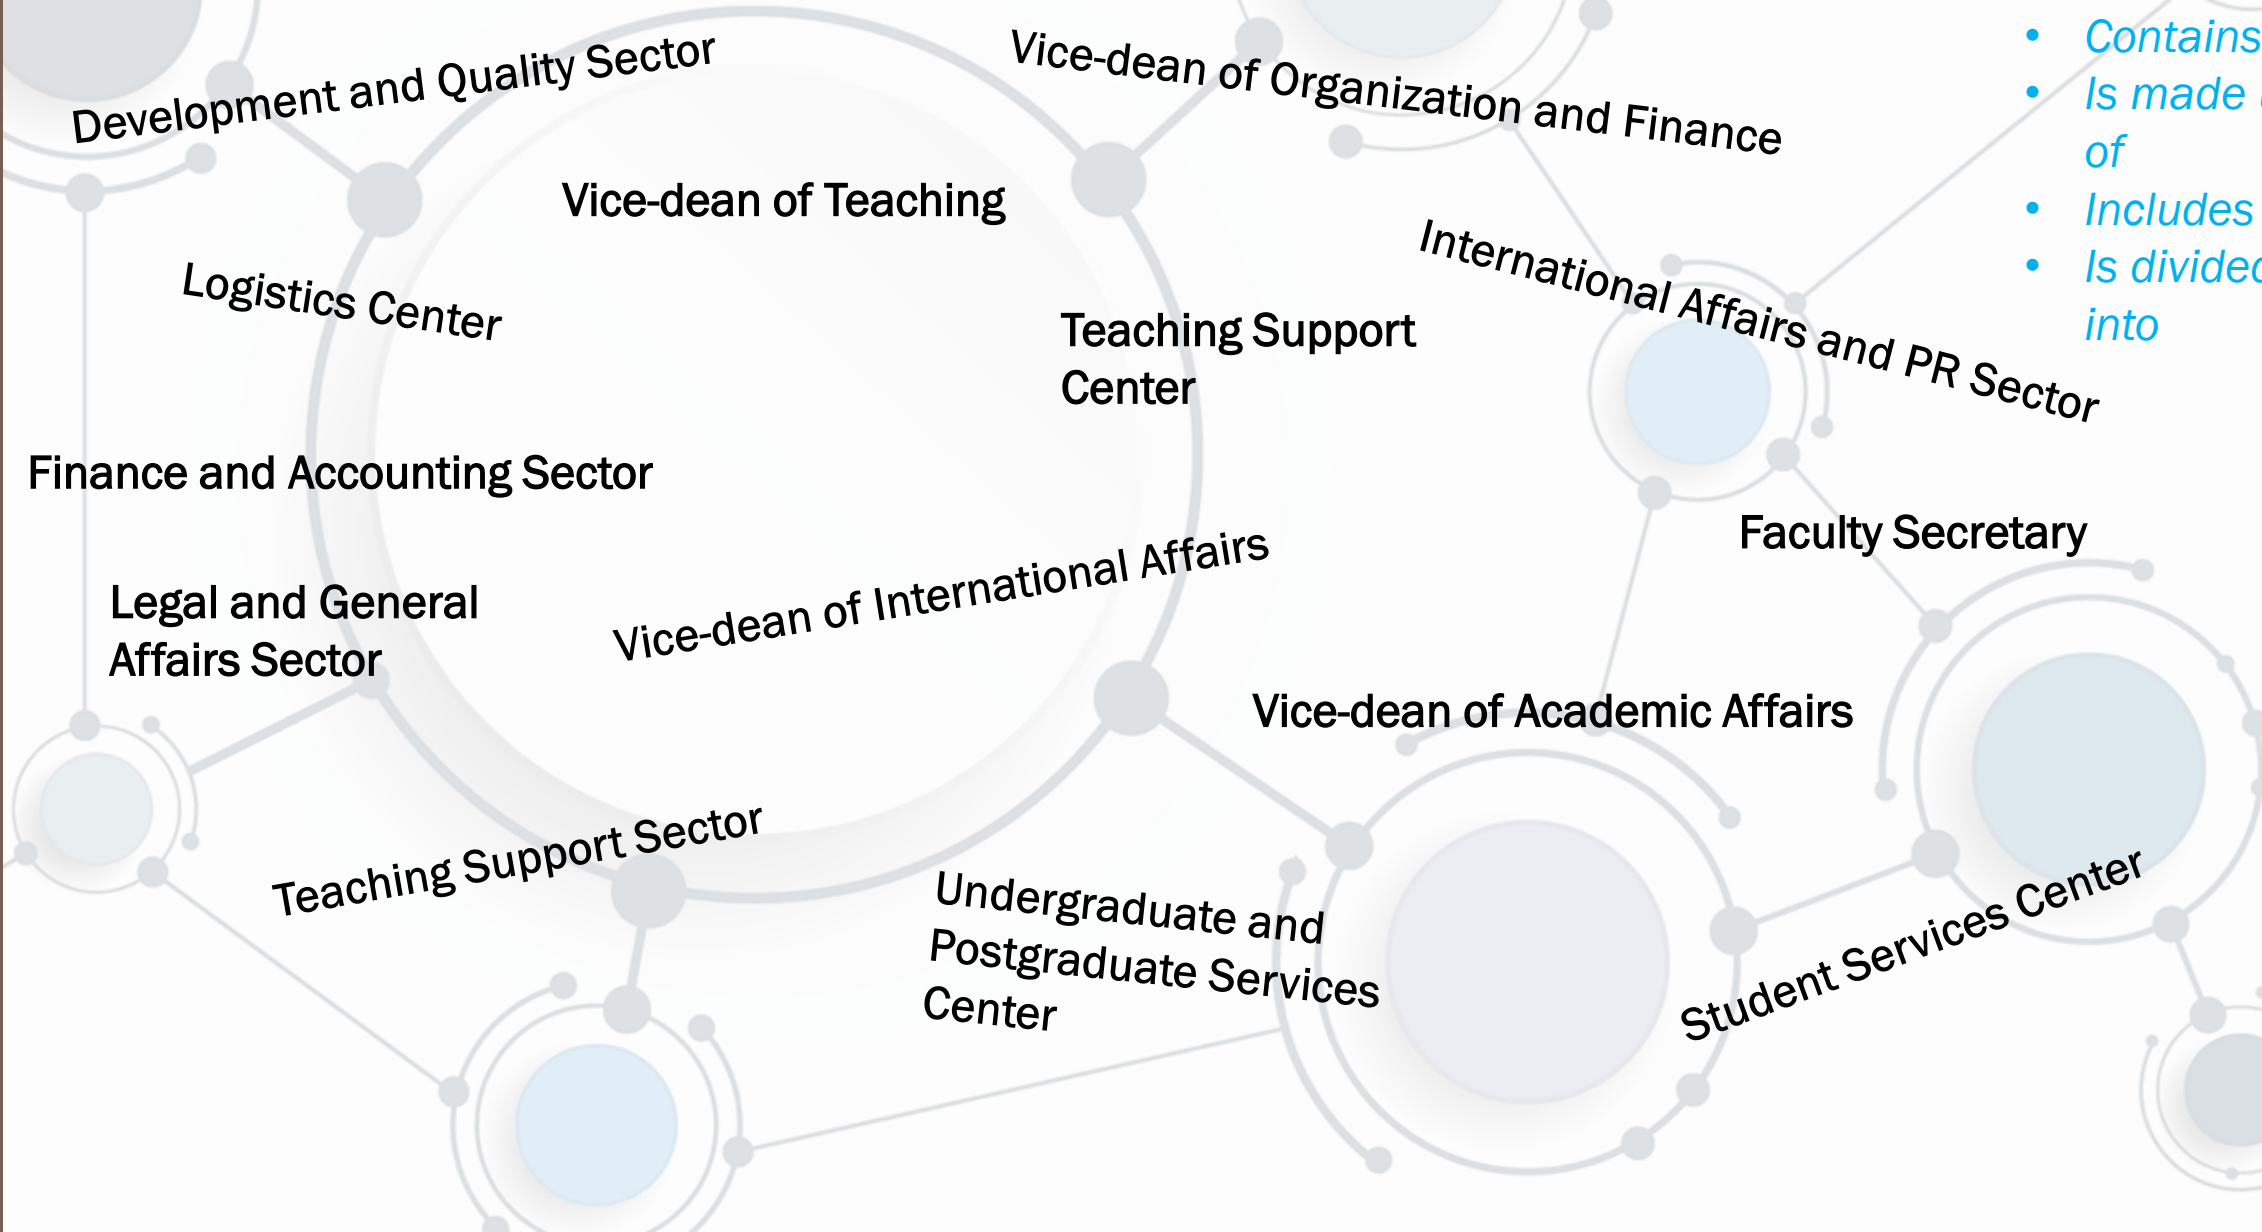 Development and Quality Sector
Vice-dean of Organization and Finance
• Contains
• Is made
of
• Includes
• Is divided
into
Vice-dean of Teaching
Logistics Center
International Affairs and PR Sector
Teaching Support
Center
Finance and Accounting Sector
Faculty Secretary
Vice-dean of International Affairs
Legal and General
Affairs Sector
Vice-dean of Academic Affairs
Teaching Support Sector
Undergraduate and
Postgraduate Services
Center
Student Services Center